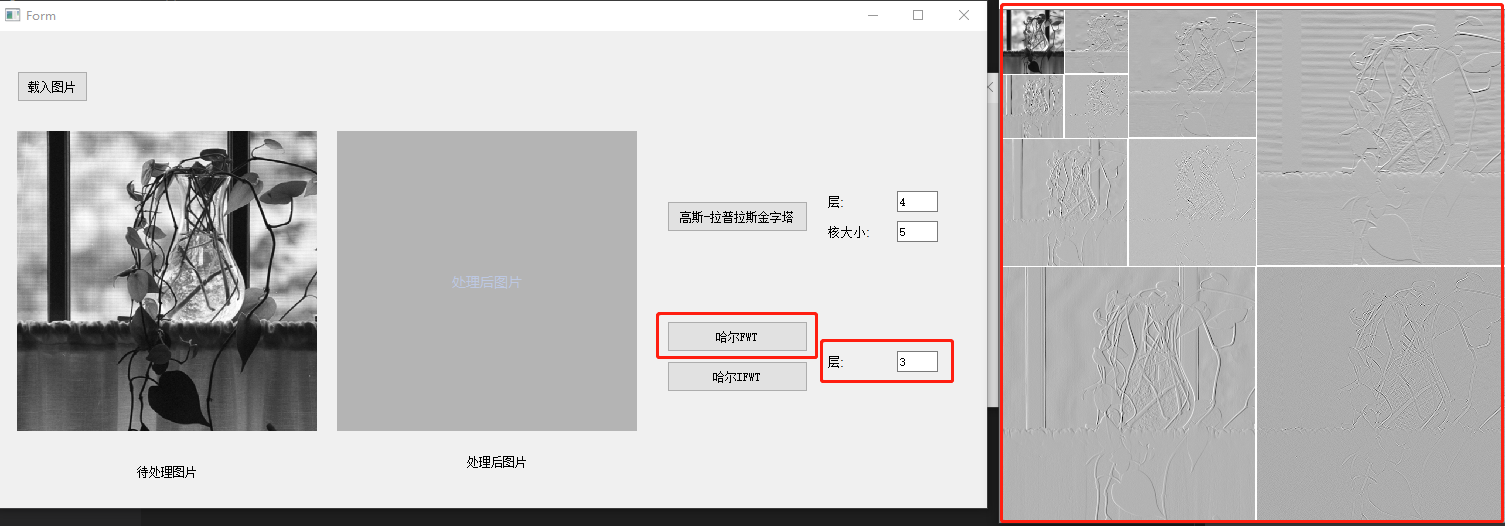 Form
载入图片
处理后图片
高斯-拉普拉斯金字塔
层:
4
核大小:
5
哈尔FWT
哈尔IFWT
层:
3
待处理图片
处理后图片